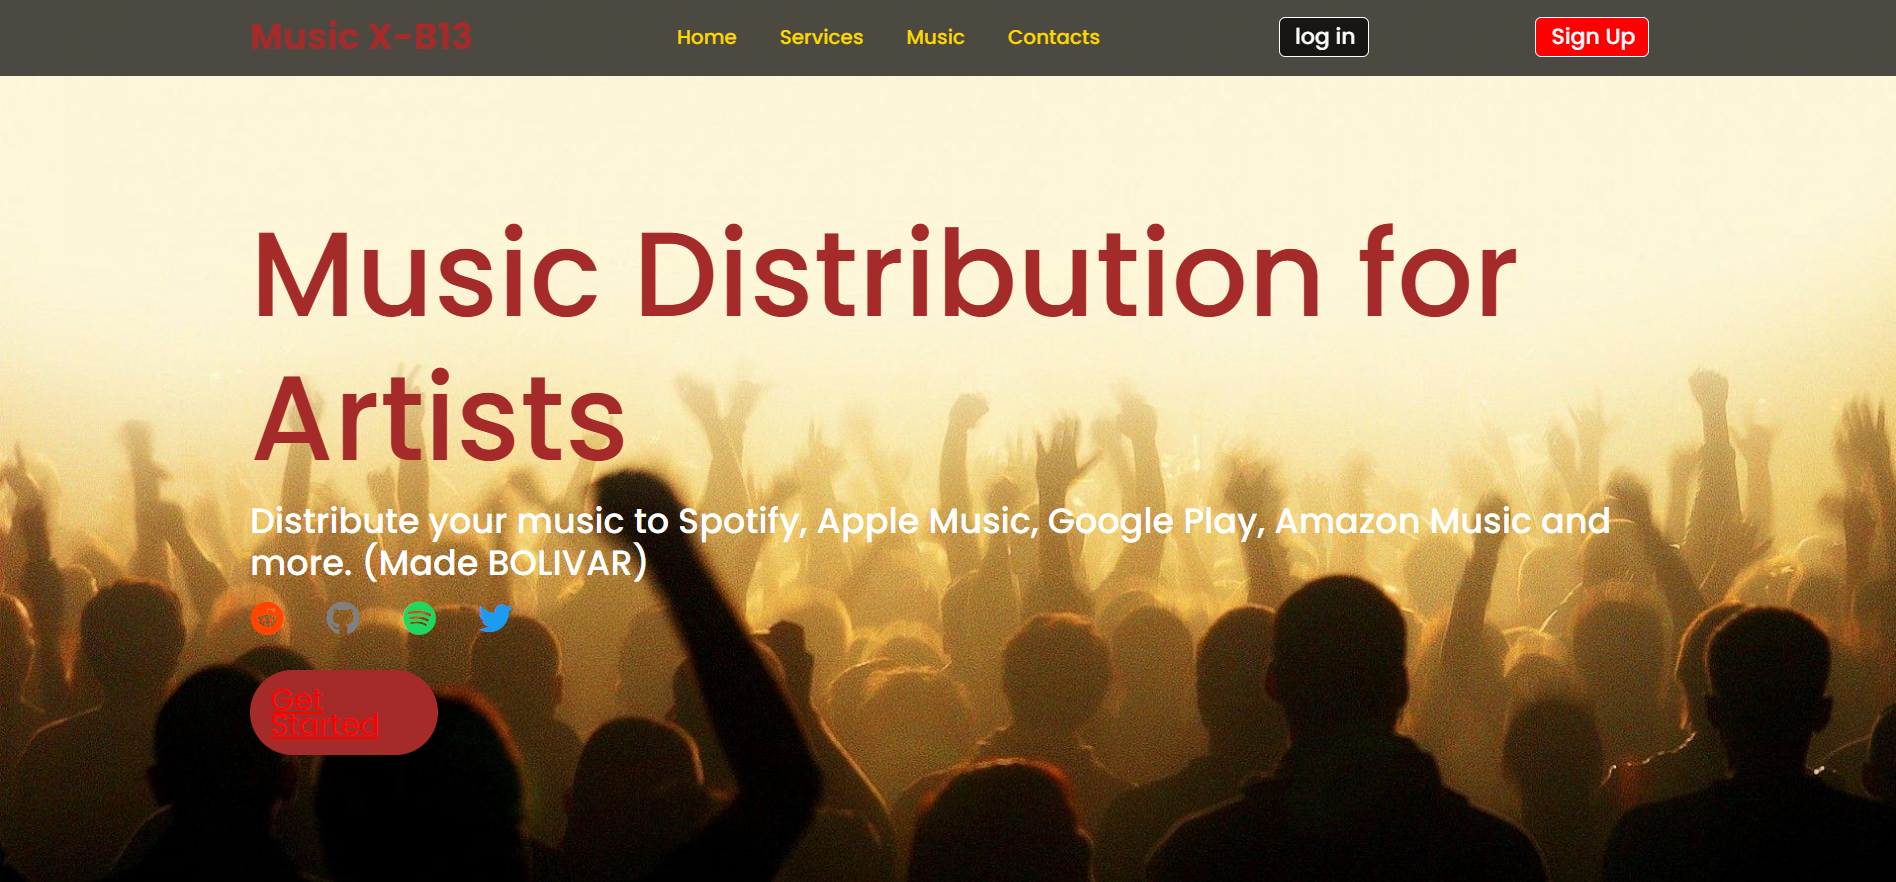 Music X-B13
Home Services Music Contacts log in Sign Up
Music Distribution for
Artists
Distribute your music to Spotify, Apple Music, Google Play, Amazon Music and
more. (Made BOLIVAR)
Get
Started